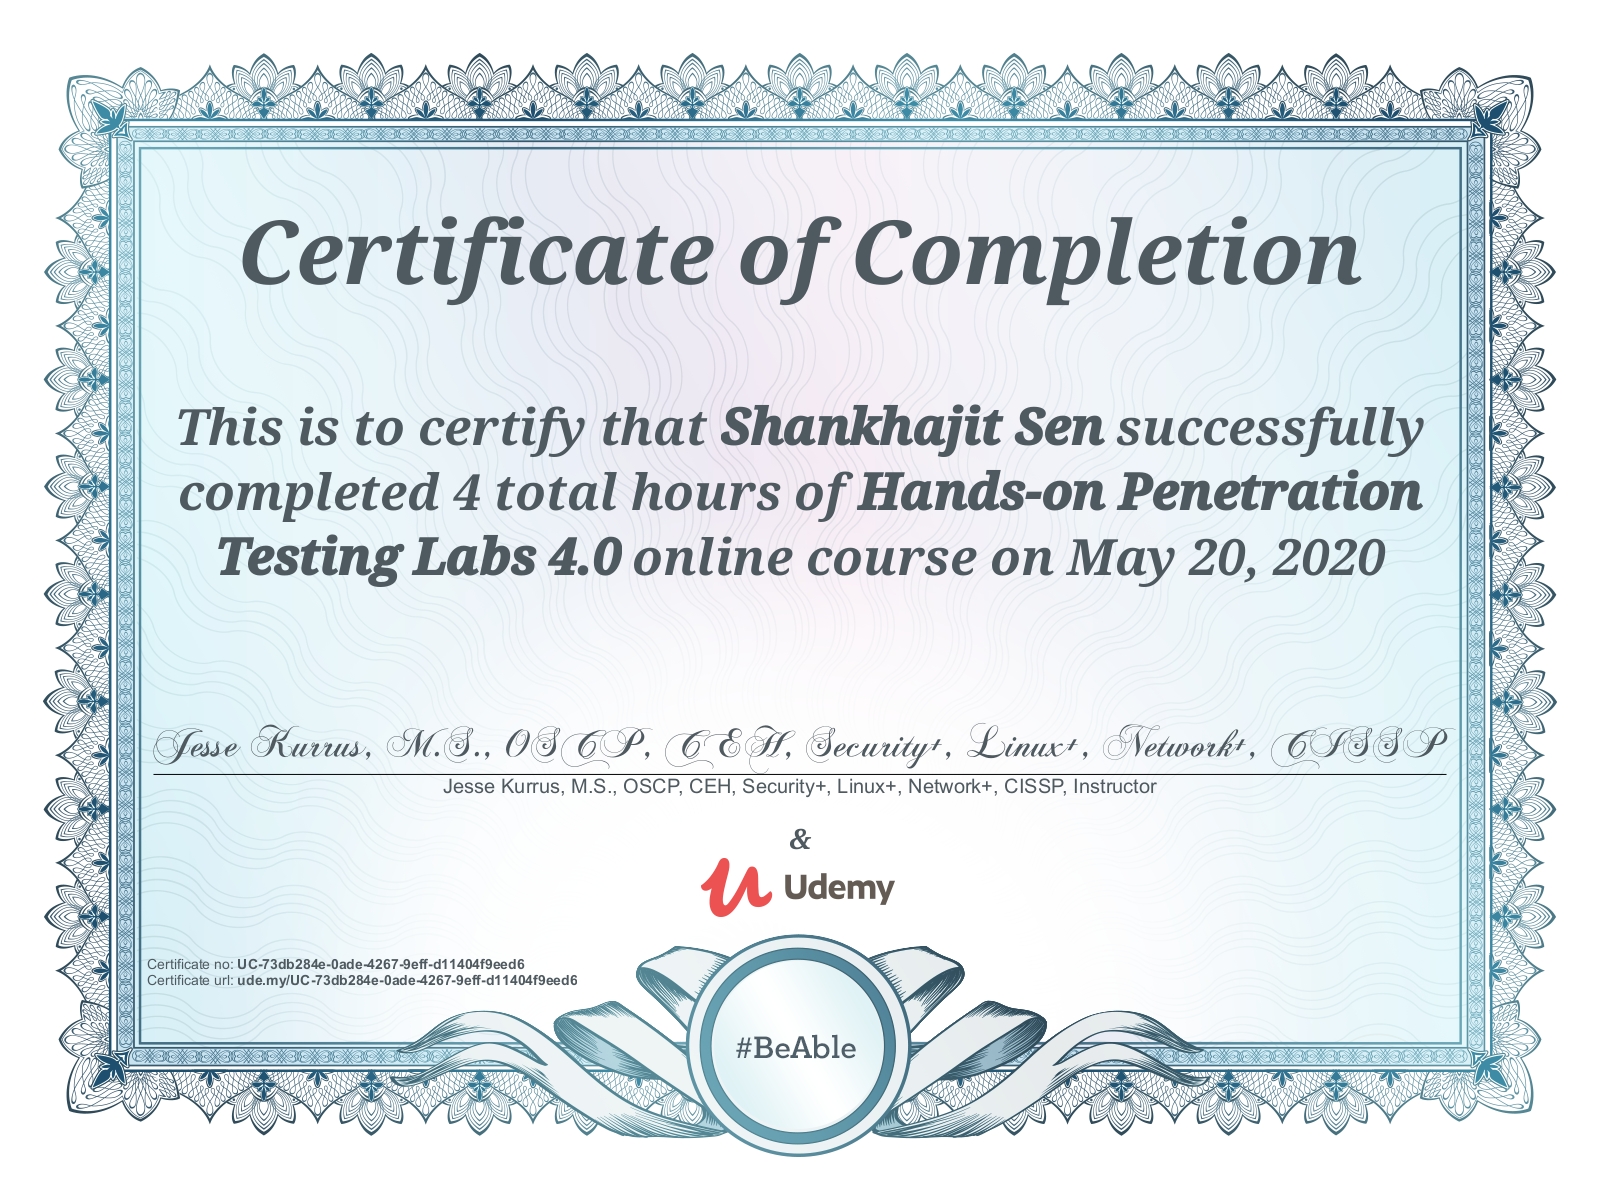 Certificate of Completion
This is to certify that Shankhajit Sen successfully
completed 4 total hours of Hands-on Penetration
Testing Labs 4.0 online course on May 20, 2020
Jesse Kurrus, M.S., OSCP, CEH, Security+, Linux+, Network+, CISSP
Jesse Kurrus, M.S., OSCP, CEH, Security+, Linux+, Network+, CISSP, Instructor
&
Udemy
Certificate no: UC-73db284e-0ade-4267-9eff-d11404f9eed6
Certificate url: ude.my/UC-73db284e-0ade-4267-9eff-d11404f9eed6
#BeAble